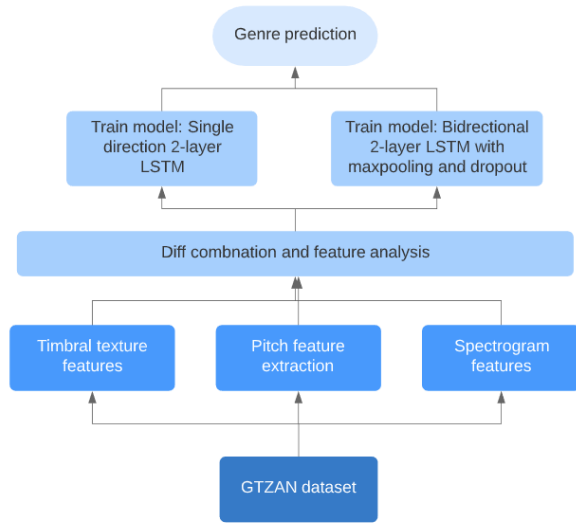 Genre prediction
Train model: Single
direction 2-layer
LSTM
Train model: Bidrectional
2-layer LSTM with
maxpooling and dropout
Diff combnation and feature analysis
Timbral texture
features
Pitch feature
extraction
Spectrogram
features
GTZAN dataset